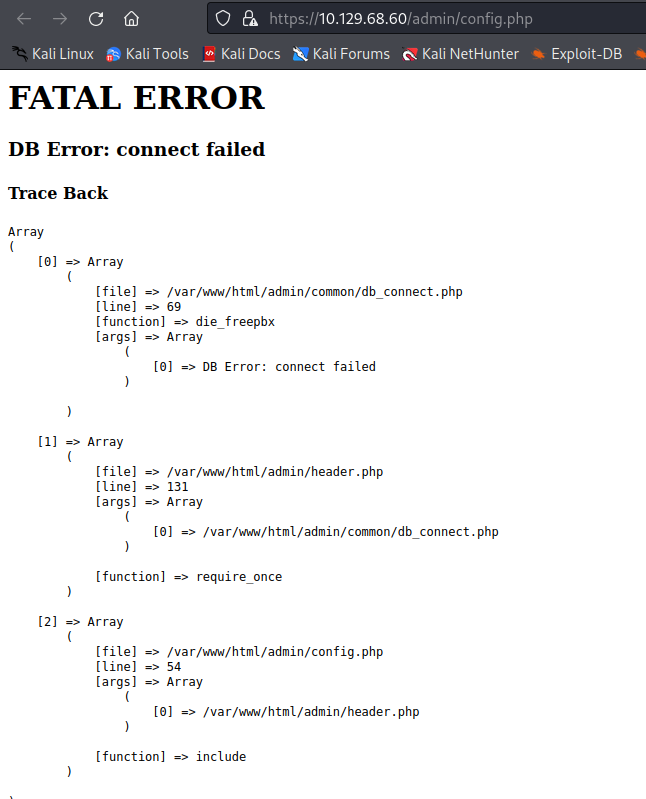 https://10.129.68.60/admin/config.php
Kali Linux Kali Tools Kali Docs Kali Forums Kali NetHunter Exploit-DB
FATAL ERROR
DB Error: connect failed
Trace Back
Array
(
    [0] => Array
        (
            [file] => /var/www/html/admin/common/db_connect.php
            [line] => 69
            [function] => die_freepbx
            [args] => Array
                (
                    [0] => DB Error: connect failed
                )
        )
    [1] => Array
        (
            [file] => /var/www/html/admin/header.php
            [line] => 131
            [args] => Array
                (
                    [0] => /var/www/html/admin/common/db_connect.php
                )
            [function] => require_once
        )
    [2] => Array
        (
            [file] => /var/www/html/admin/config.php
            [line] => 54
            [args] => Array
                (
                    [0] => /var/www/html/admin/header.php
                )
            [function] => include
        )
)